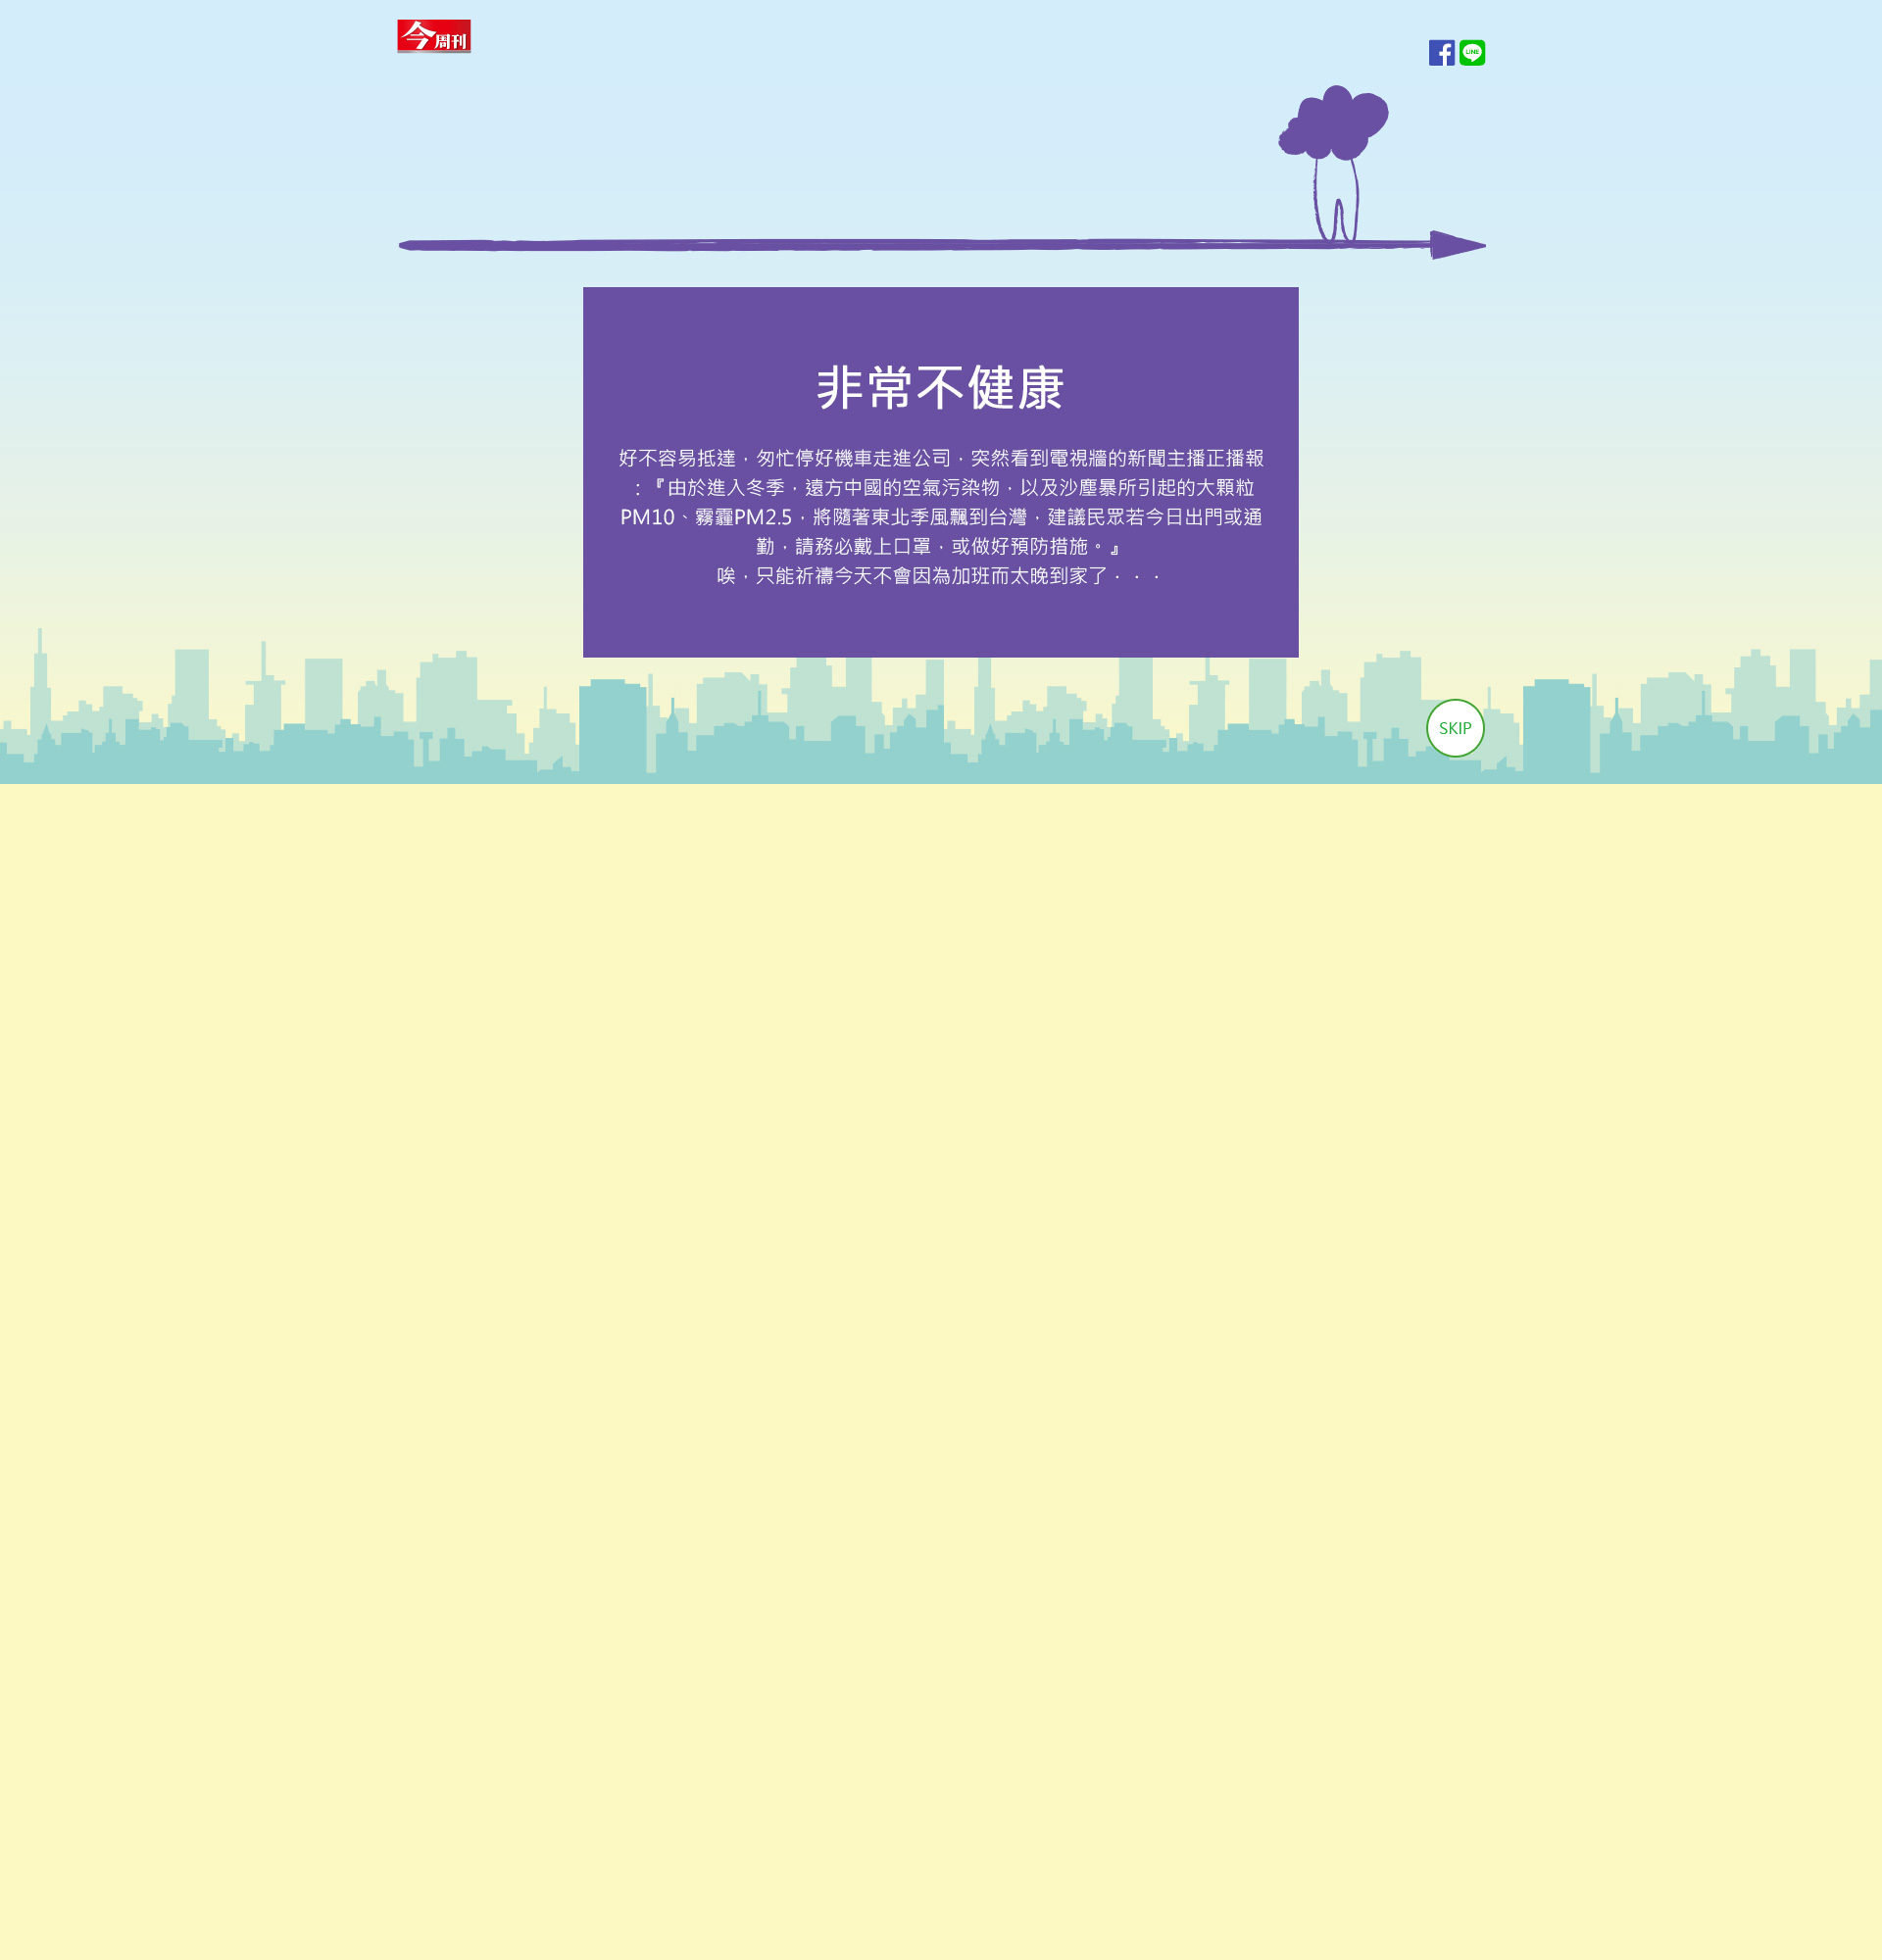 今周刊
LINE
非常不健康
好不容易抵達，匆忙停好機車走進公司，突然看到電視牆的新聞主播正播報
：『由於進入冬季，遠方中國的空氣污染物，以及沙塵暴所引起的大顆粒
PM10、霧霾PM2.5，將隨著東北季風飄到台灣，建議民眾若今日出門或通
勤，請務必戴上口罩，或做好預防措施。』
唉，只能祈禱今天不會因為加班而太晚到家了．．．
SKIP